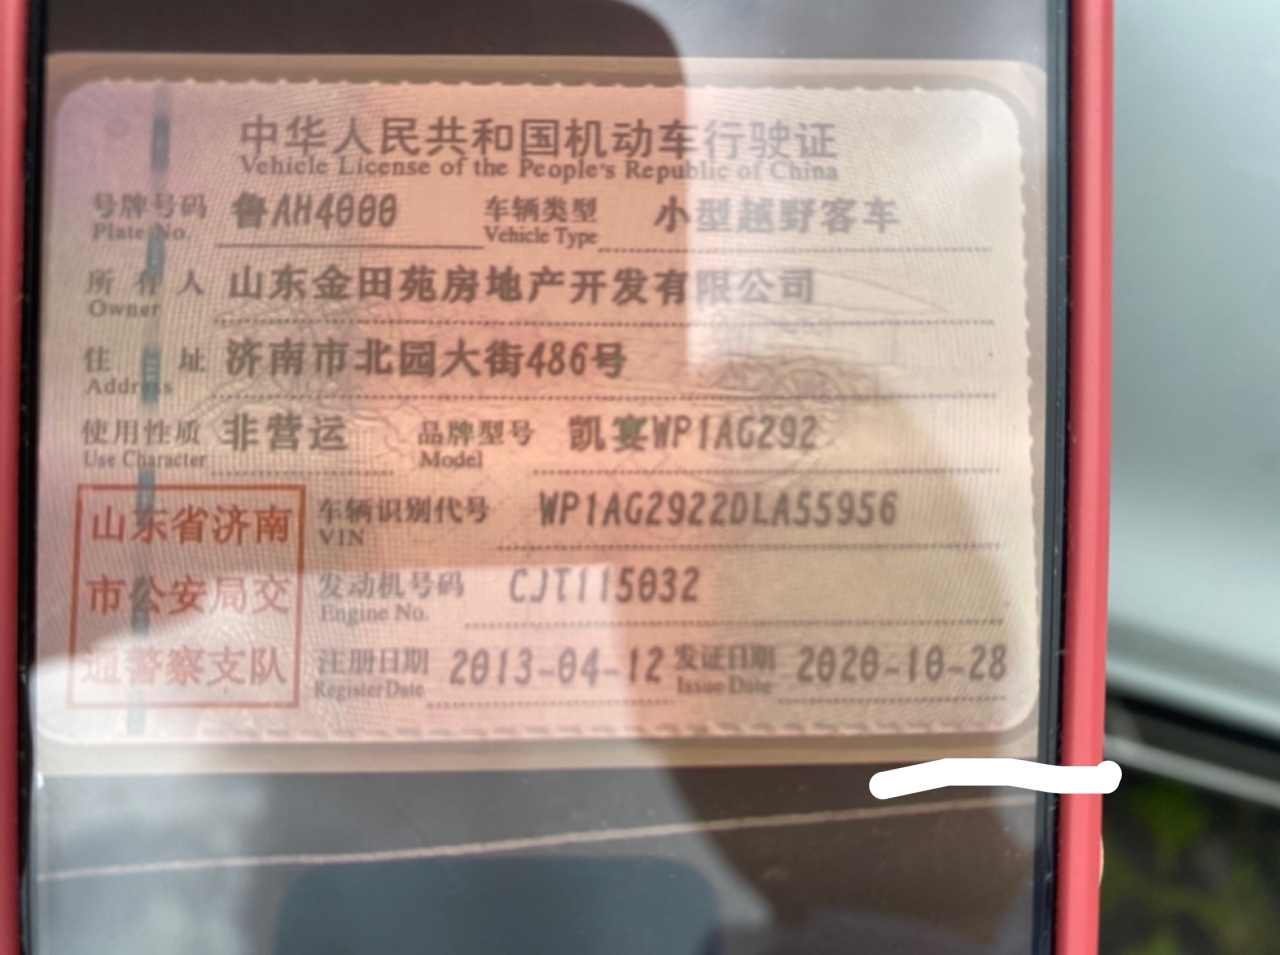 中华人民共和国机动车行驶证
Vehicle License of the People's Republic of China
号牌号码 鲁AH4000 车辆类型 小型越野客车
Plate No. Vehicle Type
所有人 山东金田苑房地产开发有限公司
Owner
住址 济南市北园大街486号
Address
使用性质 非营运 品牌型号 凯宴WP1AG292
Use Character Model
山东省济南
市公安局交
通警察支队
车辆识别代号 WP1AG2922DLA55956
VIN
发动机号码 CJT115032
Engine No.
注册日期 2013-04-12 发证日期 2020-10-28
Register Date Issue Date